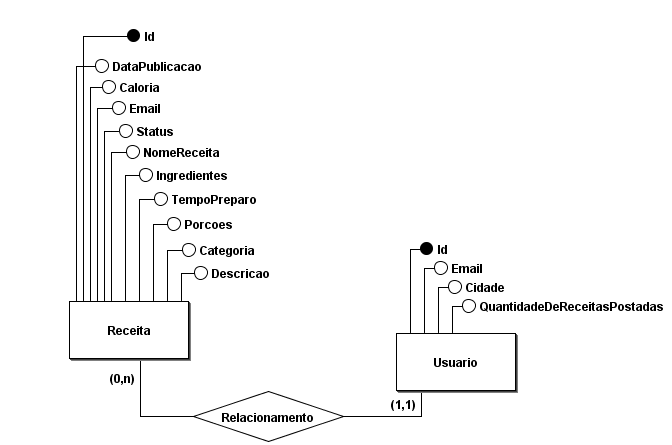 Id
DataPublicacao
Caloria
Email
Status
NomeReceita
Ingredientes
TempoPreparo
Porcoes
Categoria
Descricao
Receita
(0,n)
Id
Email
Cidade
QuantidadeDeReceitasPostadas
Usuario
(1,1)
Relacionamento